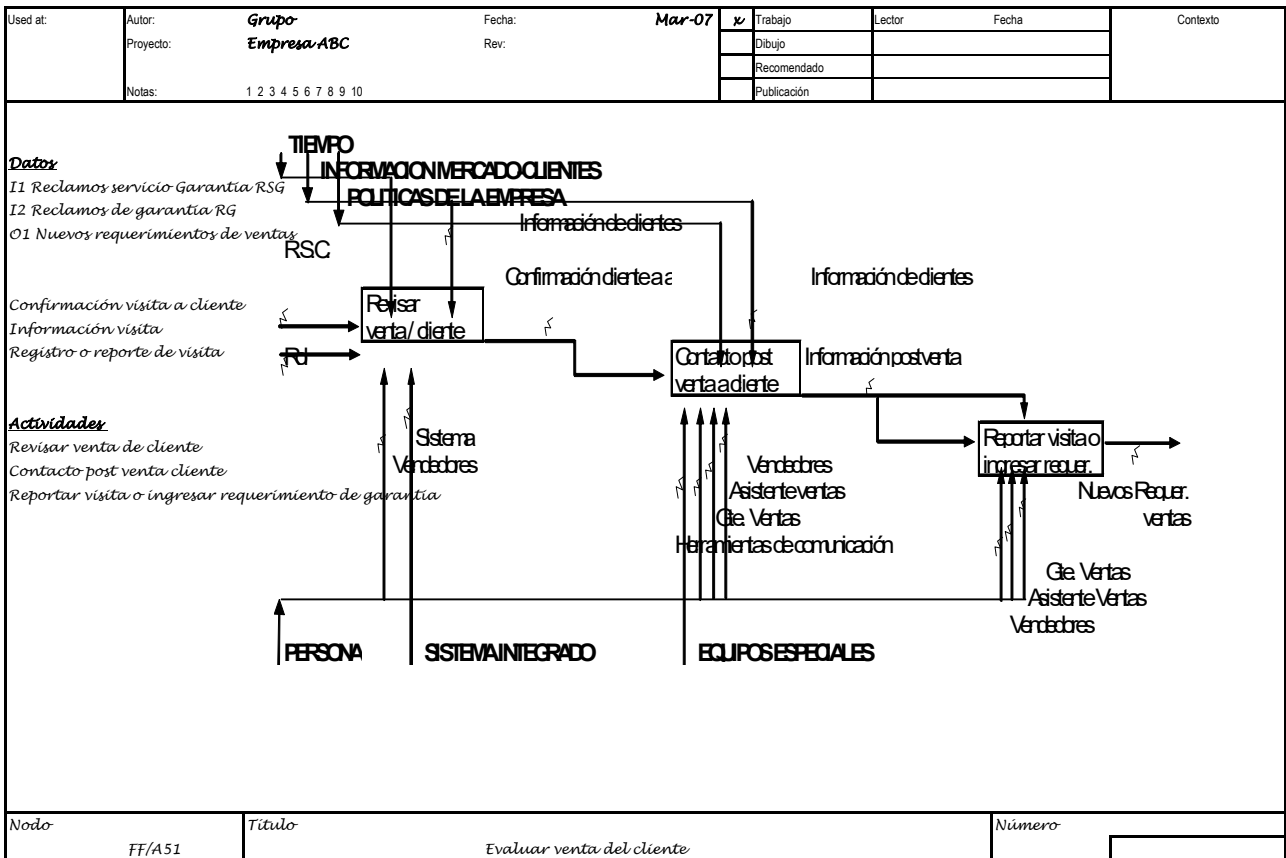 Used at:
Autor: Grupo Fecha: Mar-07 x Trabajo Lector Fecha Contexto
Proyecto: Empresa ABC Rev: Dibujo
Recomendado
Notas: 1 2 3 4 5 6 7 8 9 10 Publicación
TIEMPO
Datos
INFORMACION MERCADO CLIENTES
I1 Reclamos servicio Garantía RSG
POLITICAS DE LA EMPRESA
I2 Reclamos de garantía RG
Información de clientes
O1 Nuevos requerimientos de ventas
R.S.C.
Confirmación cliente a a
Información de clientes
Confirmación visita a cliente
Información visita
Registro o reporte de visita
Revisar
venta / cliente
Rd
Contacto post
venta a cliente
Información postventa
Actividades
Revisar venta de cliente
Contacto post venta cliente
Reportar visita o ingresar requerimiento de garantía
Sistema
Vendedores
Reportar visita o
ingresar requer.
Vendedores
Asistente ventas
Gte. Ventas
Herramientas de comunicación
Nuevos Requer.
ventas
Gte. Ventas
Asistente Ventas
Vendedores
PERSONA
SISTEMA INTEGRADO
EQUIPOS ESPECIALES
Nodo Título Número
FF/A51 Evaluar venta del cliente